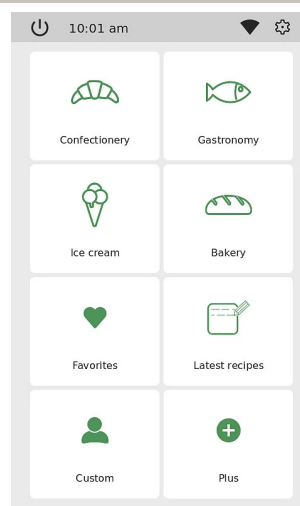 10:01 am
Confectionery
Gastronomy
Ice cream
Bakery
Favorites
Latest recipes
Custom
Plus